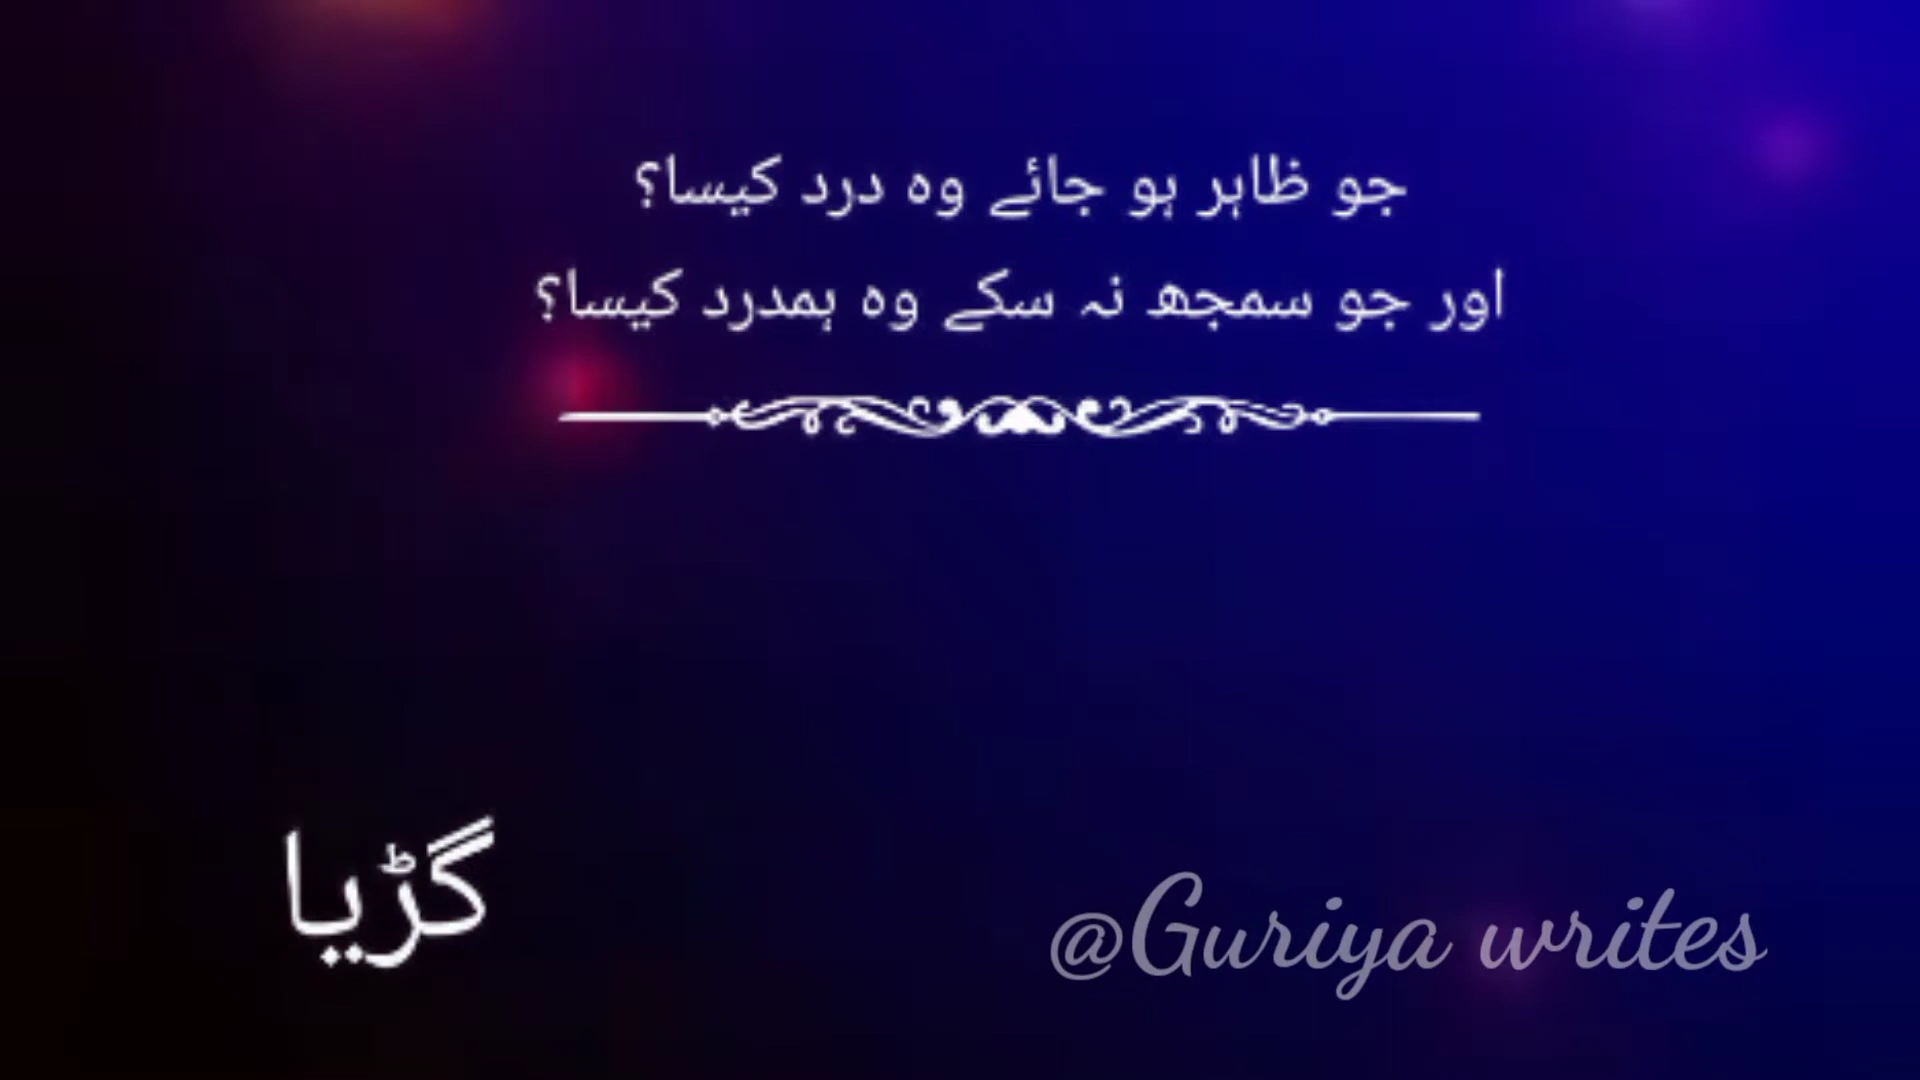 جو ظاہر ہو جائے وہ درد کیسا؟
اور جو سمجھ نہ سکے وہ ہمدرد کیسا؟
گڑیا
@Guriya writes